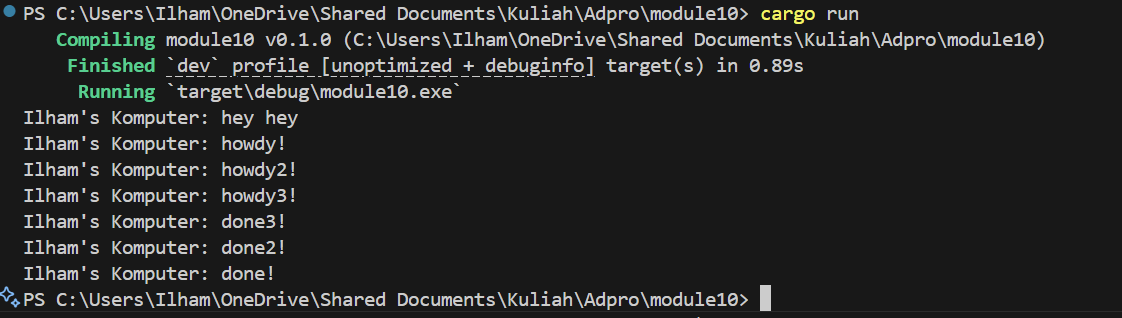 PS C:\Users\Ilham\OneDrive\Shared Documents\Kuliah\Adpro\module10> cargo run
   Compiling module10 v0.1.0 (C:\Users\Ilham\OneDrive\Shared Documents\Kuliah\Adpro\module10)
    Finished `dev` profile [unoptimized + debuginfo] target(s) in 0.89s
     Running `target\debug\module10.exe`
Ilham's Komputer: hey hey
Ilham's Komputer: howdy!
Ilham's Komputer: howdy2!
Ilham's Komputer: howdy3!
Ilham's Komputer: done3!
Ilham's Komputer: done2!
Ilham's Komputer: done!
PS C:\Users\Ilham\OneDrive\Shared Documents\Kuliah\Adpro\module10>